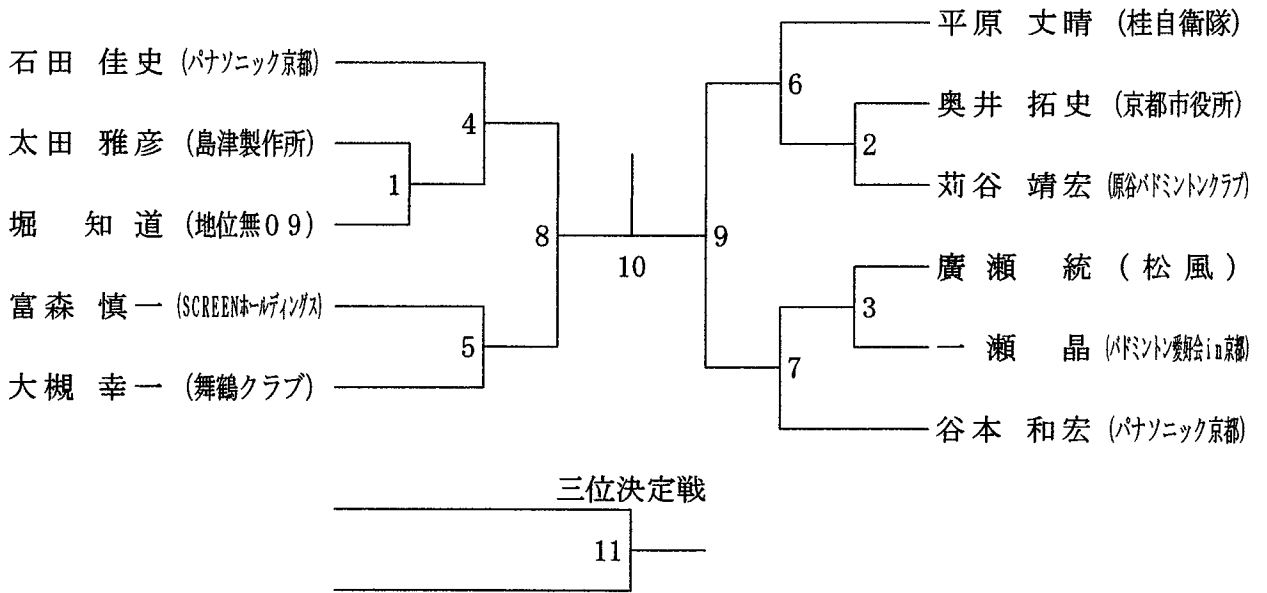 石田 佳史 (パナソニック京都)
太田 雅彦 (島津製作所)
堀 知道 (地位無09)
富森 慎一 (SCREENホールディングス)
大槻 幸一 (舞鶴クラブ)
1
4
5
8
10
平原 丈晴 (桂自衛隊)
奥井 拓史 (京都市役所)
苅谷 靖宏 (原谷バドミントンクラブ)
廣瀬 統 (松風)
一瀬 晶 (バドミントン愛好会in京都)
谷本 和宏 (パナソニック京都)
6
2
9
3
7
三位決定戦
11